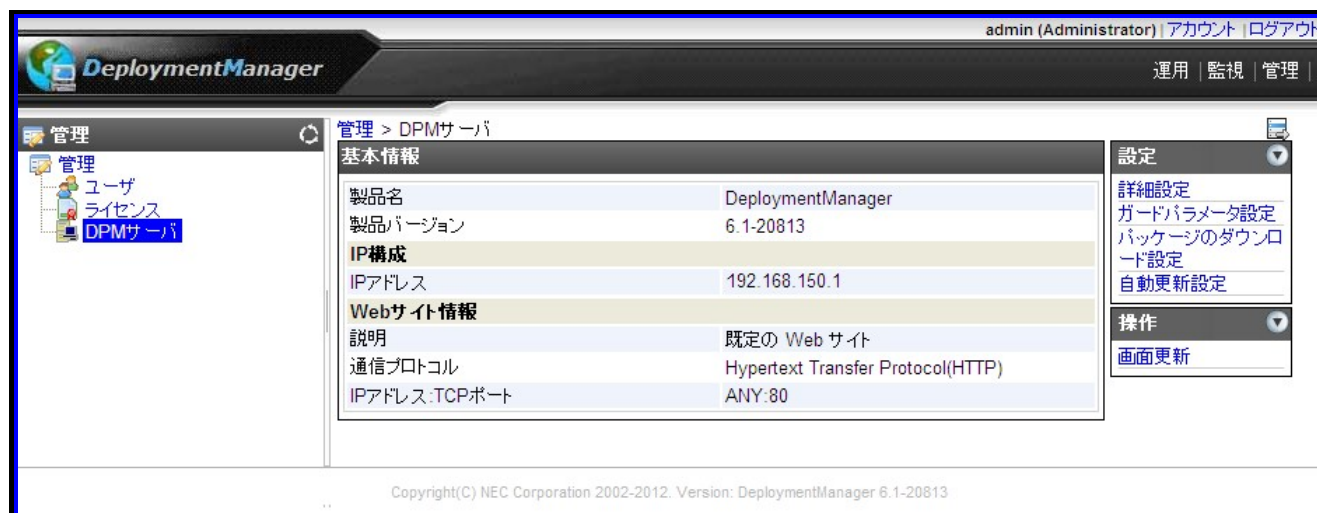 admin (Administrator) | アカウント | ログアウト
DeploymentManager
運用 | 監視 | 管理 |
管理
管理
ユーザ
ライセンス
DPMサーバ
管理 > DPMサーバ
基本情報
製品名 DeploymentManager
製品バージョン 6.1-20813
IP構成
IPアドレス 192.168.150.1
Webサイト情報
説明 既定の Web サイト
通信プロトコル Hypertext Transfer Protocol(HTTP)
IPアドレス:TCPポート ANY:80
設定
詳細設定
ガードパラメータ設定
パッケージのダウンロ
ード設定
自動更新設定
操作
画面更新
Copyright(C) NEC Corporation 2002-2012. Version: DeploymentManager 6.1-20813